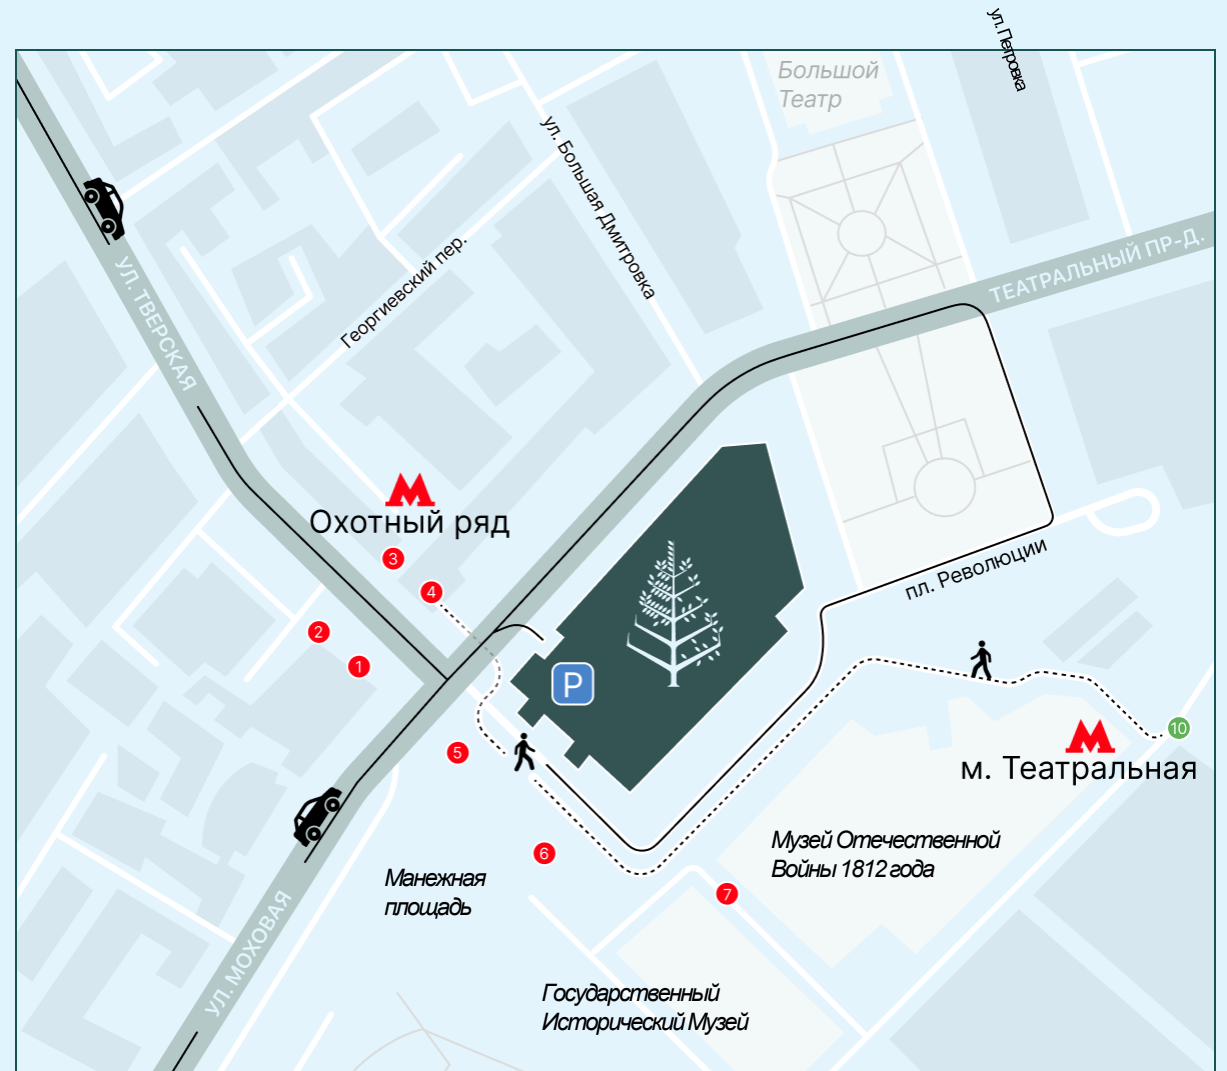 ул. Петровка
Большой
Театр
ул. Большая Дмитровка
ТЕАТРАЛЬНЫЙ ПР-Д.
Георгиевский пер.
УЛ. ТВЕРСКАЯ
М
Охотный ряд
3
4
2
1
P
пл. Революции
5
10
М
м. Театральная
6
Музей Отечественной
Войны 1812 года
7
Манежная
площадь
УЛ. МОХОВАЯ
Государственный
Исторический Музей